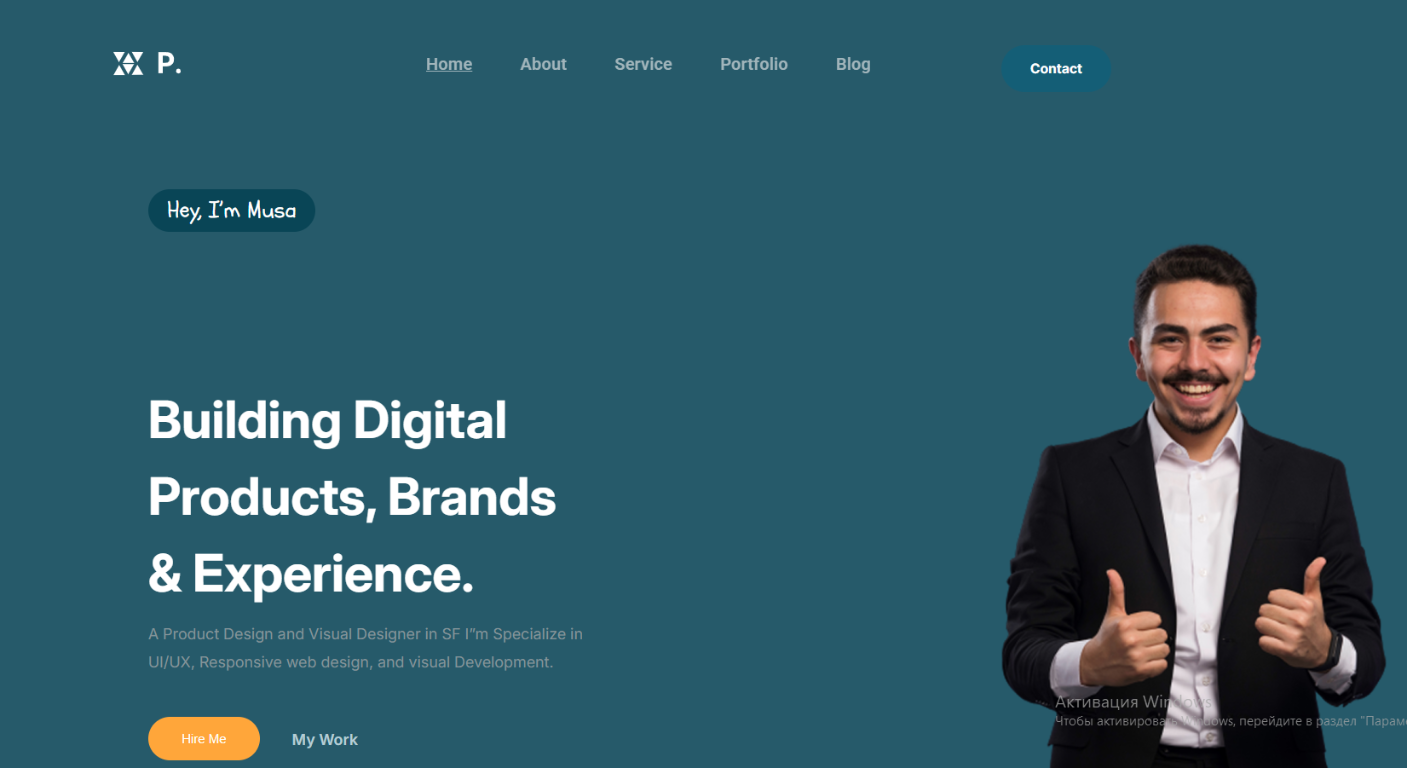 P.
Home About Service Portfolio Blog
Contact
Hey, I'm Musa
Building Digital
Products, Brands
& Experience.
A Product Design and Visual Designer in SF I"m Specialize in
UI/UX, Responsive web design, and visual Development.
Hire Me My Work
Активация Windows
Чтобы активировать Windows, перейдите в раздел "Парам